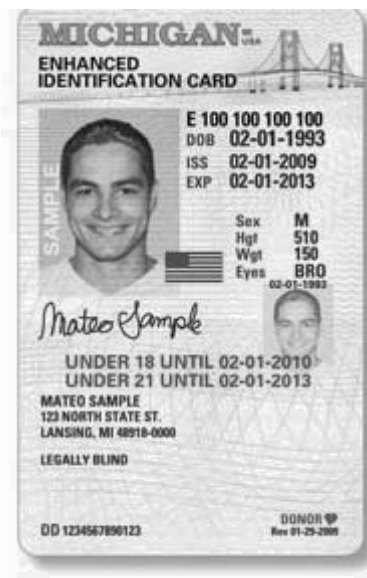 MICHIGAN USA
ENHANCED
IDENTIFICATION CARD
SAMPLE
E 100 100 100 100
DOB 02-01-1993
ISS 02-01-2009
EXP 02-01-2013
Sex M
Hgt 510
Wgt 150
Eyes BRO
02-01-1993
Mateo Sample
UNDER 18 UNTIL 02-01-2010
UNDER 21 UNTIL 02-01-2013
MATEO SAMPLE
123 NORTH STATE ST.
LANSING, MI 48918-0000
LEGALLY BLIND
DONOR
DD 1234567890123
Rev 01-29-2009